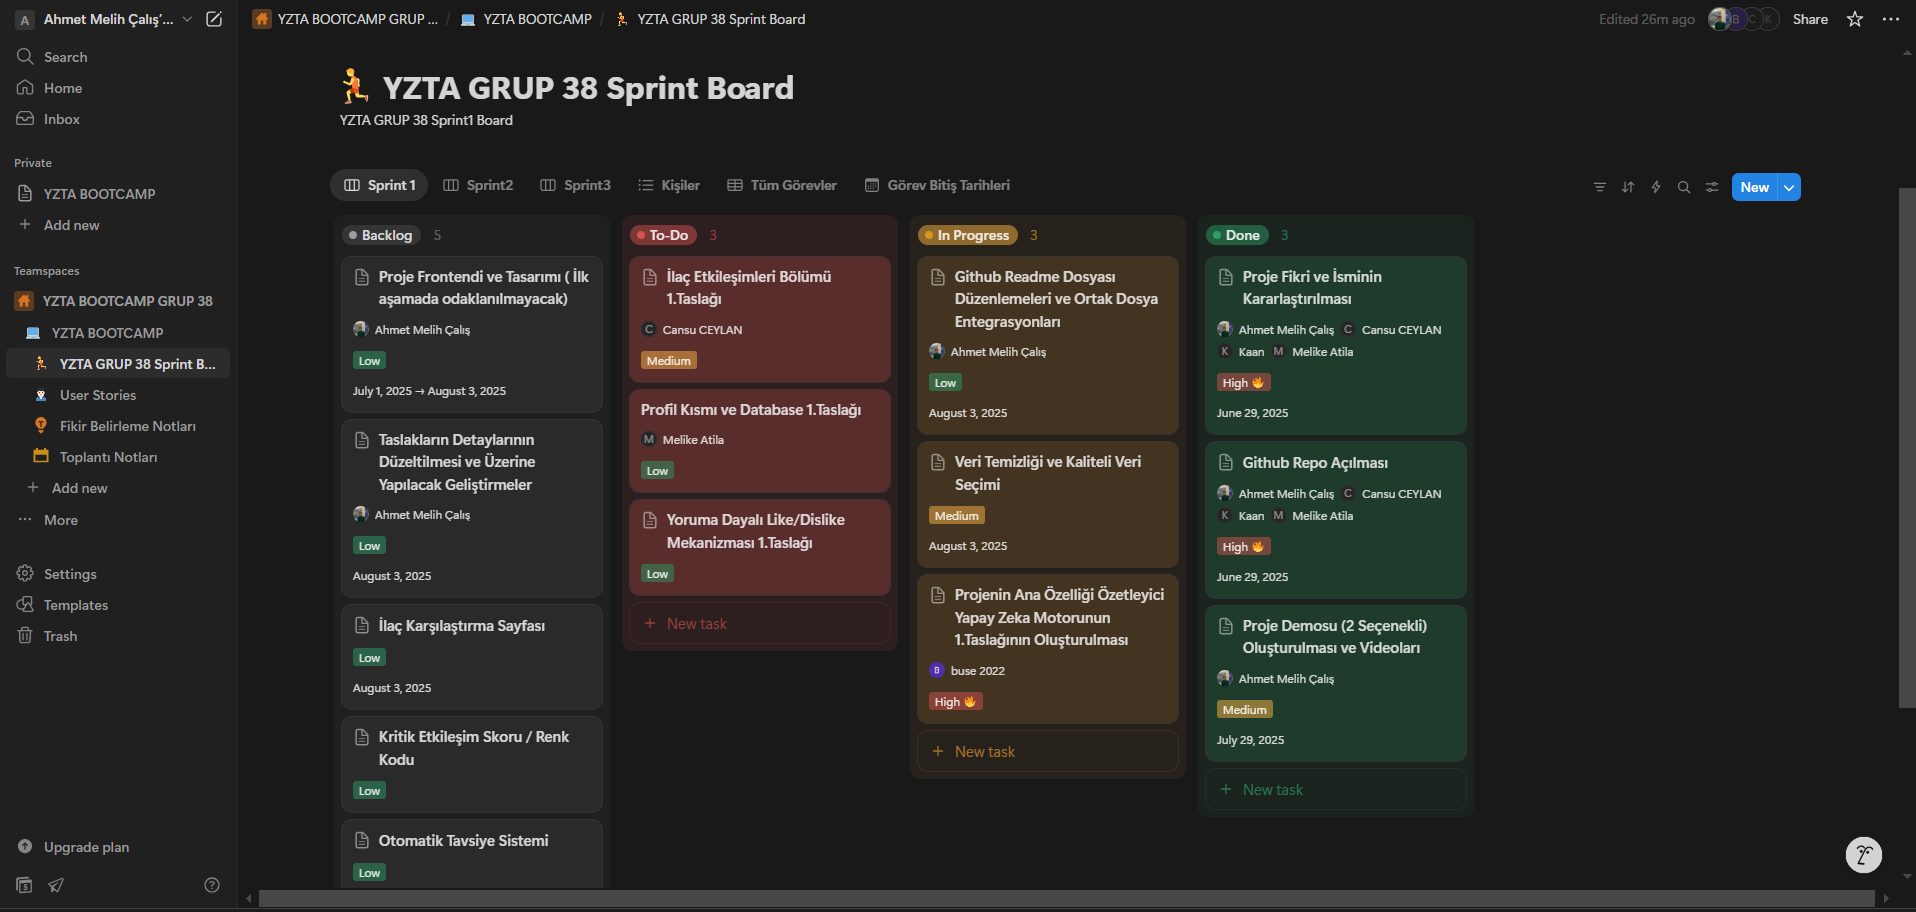 A Ahmet Melih Çalış'...
Search
Home
Inbox
Private
YZTA BOOTCAMP
Add new
Teamspaces
YZTA BOOTCAMP GRUP 38
YZTA BOOTCAMP
YZTA GRUP 38 Sprint B...
User Stories
Fikir Belirleme Notları
Toplantı Notları
Add new
More
Settings
Templates
Trash
Upgrade plan
YZTA BOOTCAMP GRUP ... / YZTA BOOTCAMP / YZTA GRUP 38 Sprint Board
Edited 26m ago
B C K
Share
YZTA GRUP 38 Sprint Board
YZTA GRUP 38 Sprint1 Board
Sprint 1
Sprint2
Sprint3
Kişiler
Tüm Görevler
Görev Bitiş Tarihleri
New
Backlog 5
Proje Frontendi ve Tasarımı ( İlk
aşamada odaklanılmayacak)
Ahmet Melih Çalış
Low
July 1, 2025 → August 3, 2025
Taslakların Detaylarının
Düzeltilmesi ve Üzerine
Yapılacak Geliştirmeler
Ahmet Melih Çalış
Low
August 3, 2025
İlaç Karşılaştırma Sayfası
Low
August 3, 2025
Kritik Etkileşim Skoru / Renk
Kodu
Low
Otomatik Tavsiye Sistemi
Low
To-Do 3
İlaç Etkileşimleri Bölümü
1.Taslağı
C Cansu CEYLAN
Medium
Profil Kısmı ve Database 1.Taslağı
M Melike Atila
Low
Yoruma Dayalı Like/Dislike
Mekanizması 1.Taslağı
Low
+ New task
In Progress 3
Github Readme Dosyası
Düzenlemeleri ve Ortak Dosya
Entegrasyonları
Ahmet Melih Çalış
Low
August 3, 2025
Veri Temizliği ve Kaliteli Veri
Seçimi
Medium
August 3, 2025
Projenin Ana Özelliği Özetleyici
Yapay Zeka Motorunun
1.Taslağının Oluşturulması
B buse 2022
High 🔥
+ New task
Done 3
Proje Fikri ve İsminin
Kararlaştırılması
Ahmet Melih Çalış C Cansu CEYLAN
K Kaan M Melike Atila
High 🔥
June 29, 2025
Github Repo Açılması
Ahmet Melih Çalış C Cansu CEYLAN
K Kaan M Melike Atila
High 🔥
June 29, 2025
Proje Demosu (2 Seçenekli)
Oluşturulması ve Videoları
Ahmet Melih Çalış
Medium
July 29, 2025
+ New task